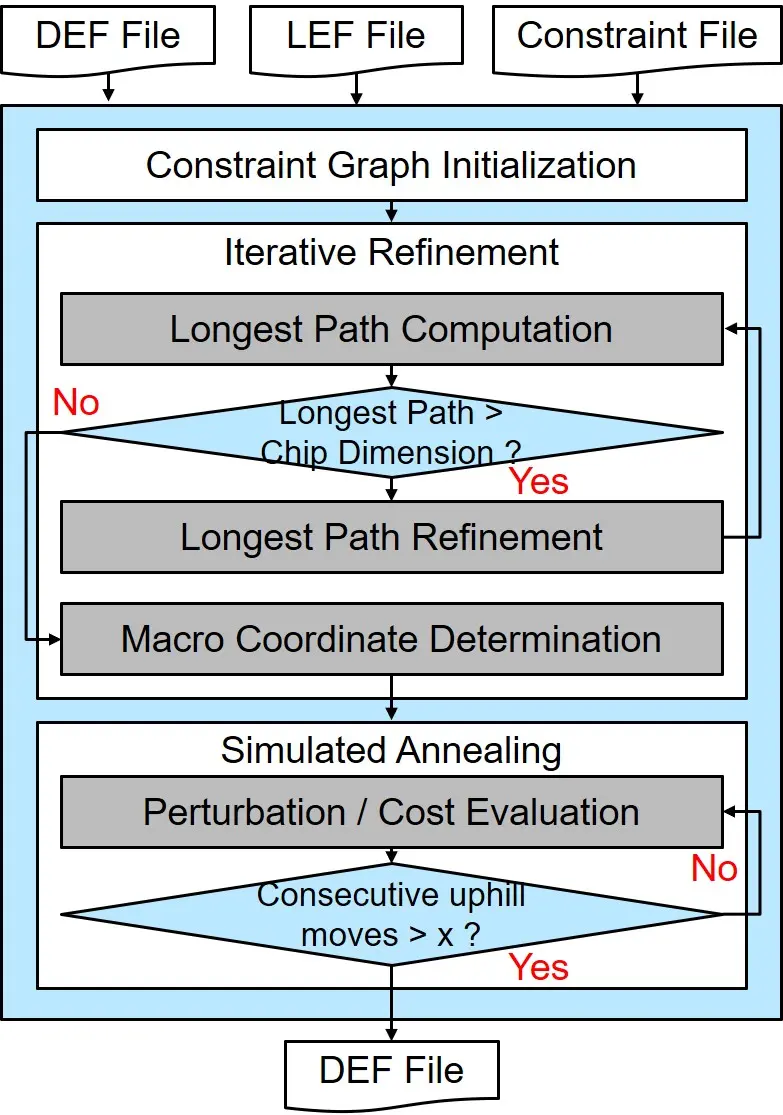 DEF File
LEF File
Constraint File
Constraint Graph Initialization
Iterative Refinement
Longest Path Computation
No
Longest Path >
Chip Dimension ?
Yes
Longest Path Refinement
Macro Coordinate Determination
Simulated Annealing
Perturbation / Cost Evaluation
No
Consecutive uphill
moves > x ?
Yes
DEF File